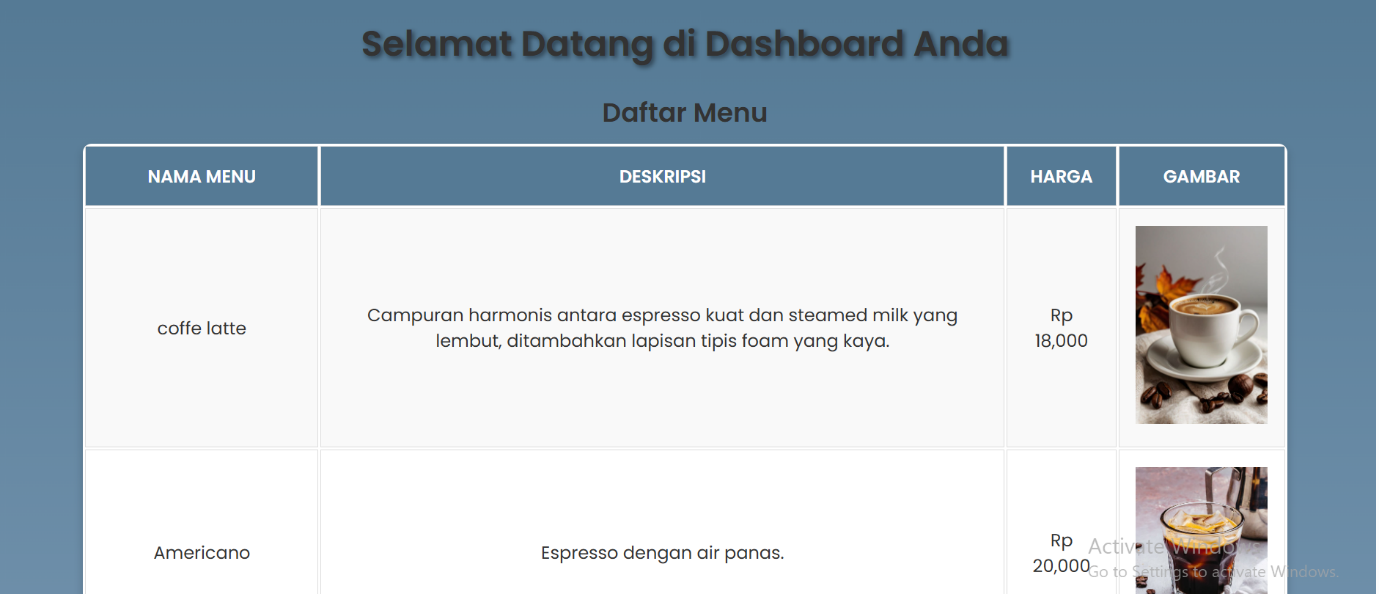 Selamat Datang di Dashboard Anda
Daftar Menu
NAMA MENU DESKRIPSI HARGA GAMBAR
coffe latte
Campuran harmonis antara espresso kuat dan steamed milk yang
lembut, ditambahkan lapisan tipis foam yang kaya.
Rp
18,000
Americano
Espresso dengan air panas.
Rp
20,000
Activate Windows
Go to Settings to activate Windows.